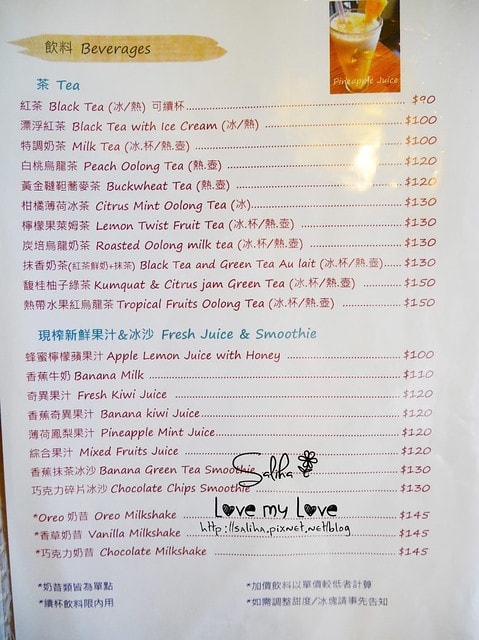 飲料 Beverages
Pineapple Juice
茶 Tea
紅茶 Black Tea (冰/熱) 可續杯 $90
漂浮紅茶 Black Tea with Ice Cream (冰/熱) $100
特調奶茶 Milk Tea (冰.杯/熱.壺) $100
白桃烏龍茶 Peach Oolong Tea (熱.壺) $120
黃金韃靼蕎麥茶 Buckwheat Tea (熱.壺) $120
柑橘薄荷冰茶 Citrus Mint Oolong Tea (冰) $130
檸檬果萊姆茶 Lemon Twist Fruit Tea (冰.杯/熱.壺) $130
炭培烏龍奶茶 Roasted Oolong milk tea (冰.杯/熱.壺) $130
抹香奶茶(紅茶鮮奶+抹茶) Black Tea and Green Tea Au lait (冰.杯/熱.壺) $130
馥桂柚子綠茶 Kumquat & Citrus jam Green Tea (冰.杯/熱.壺) $150
熱帶水果紅烏龍茶 Tropical Fruits Oolong Tea (冰.杯/熱.壺) $150
現榨新鮮果汁&冰沙 Fresh Juice & Smoothie
蜂蜜檸檬蘋果汁 Apple Lemon Juice with Honey $100
香蕉牛奶 Banana Milk $110
奇異果汁 Fresh Kiwi Juice $120
香蕉奇異果汁 Banana kiwi Juice $120
薄荷鳳梨果汁 Pineapple Mint Juice $120
綜合果汁 Mixed Fruits Juice $120
香蕉抹茶冰沙 Banana Green Tea Smoothie $130
巧克力碎片冰沙 Chocolate Chips Smoothie $130
Saliha
Love my Love
http://saliha.pixnet.net/blog
*Oreo 奶昔 Oreo Milkshake $145
*香草奶昔 Vanilla Milkshake $145
*巧克力奶昔 Chocolate Milkshake $145
*奶昔類皆為單點
*加價飲料以單價較低者計算
*續杯飲料限內用
*如需調整甜度/冰塊請事先告知